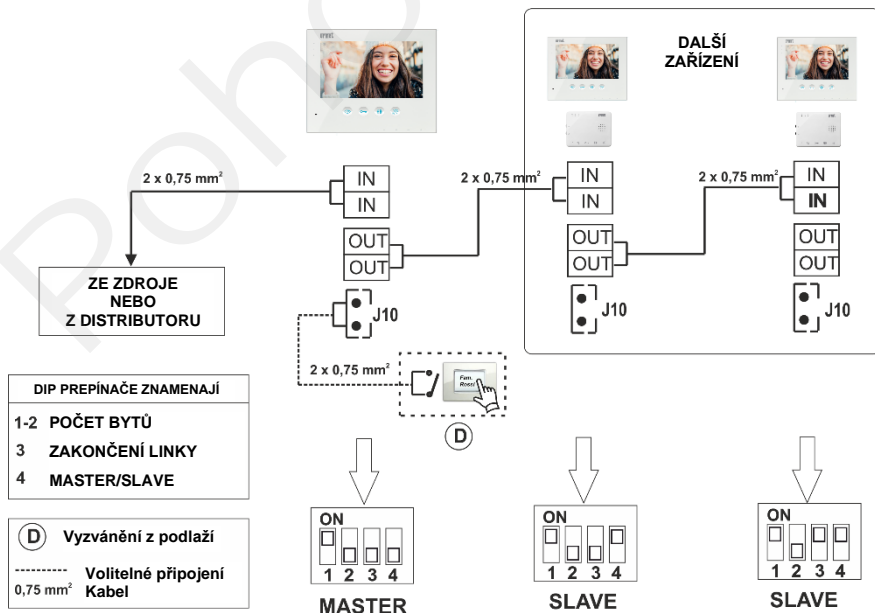 DALŠÍ
ZAŘÍZENÍ
2 x 0,75 mm²
IN
IN
OUT
OUT
J10
2 x 0,75 mm²
IN
IN
OUT
OUT
J10
2 x 0,75 mm²
IN
IN
OUT
OUT
J10
ZE ZDROJE
NEBO
Z DISTRIBUTORU
2 x 0,75 mm²
Fam.
Rossi
D
DIP PREPÍNAČE ZNAMENAJÍ
1-2 POČET BYTŮ
3 ZAKONČENÍ LINKY
4 MASTER/SLAVE
D Vyzvánění z podlaží
Volitelné připojení
0,75 mm² Kabel
ON
1 2 3 4
MASTER
ON
1 2 3 4
SLAVE
ON
1 2 3 4
SLAVE